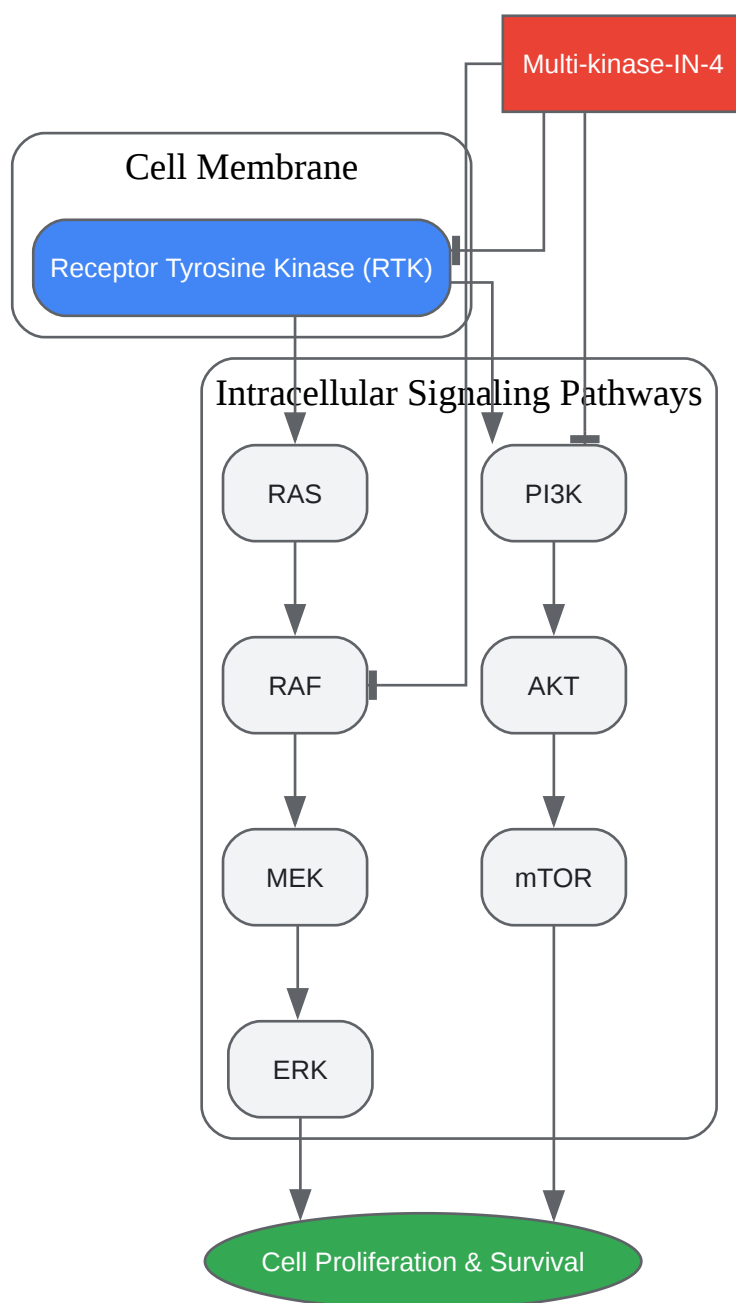 Multi-kinase-IN-4
Cell Membrane
Receptor Tyrosine Kinase (RTK)
Intracellular Signaling Pathways
RAS
PI3K
RAF
AKT
MEK
mTOR
ERK
Cell Proliferation & Survival